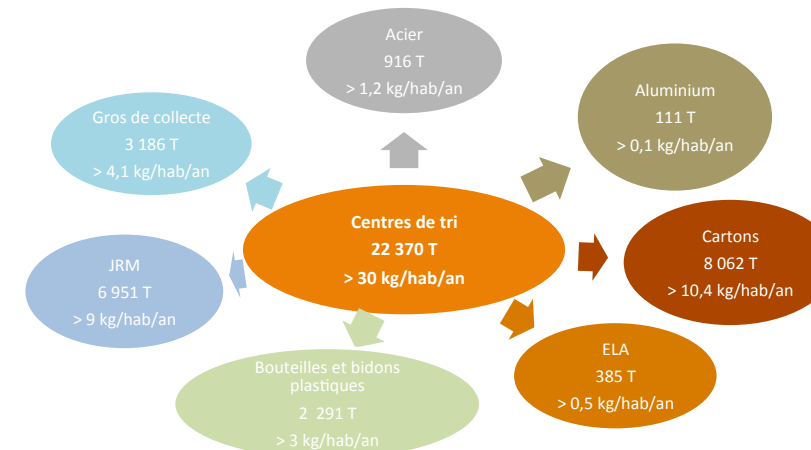 Acier
916 T
> 1,2 kg/hab/an
Aluminium
111 T
> 0,1 kg/hab/an
Gros de collecte
3 186 T
> 4,1 kg/hab/an
Centres de tri
22 370 T
> 30 kg/hab/an
Cartons
8 062 T
> 10,4 kg/hab/an
JRM
6 951 T
> 9 kg/hab/an
ELA
385 T
> 0,5 kg/hab/an
Bouteilles et bidons
plastiques
2 291 T
> 3 kg/hab/an